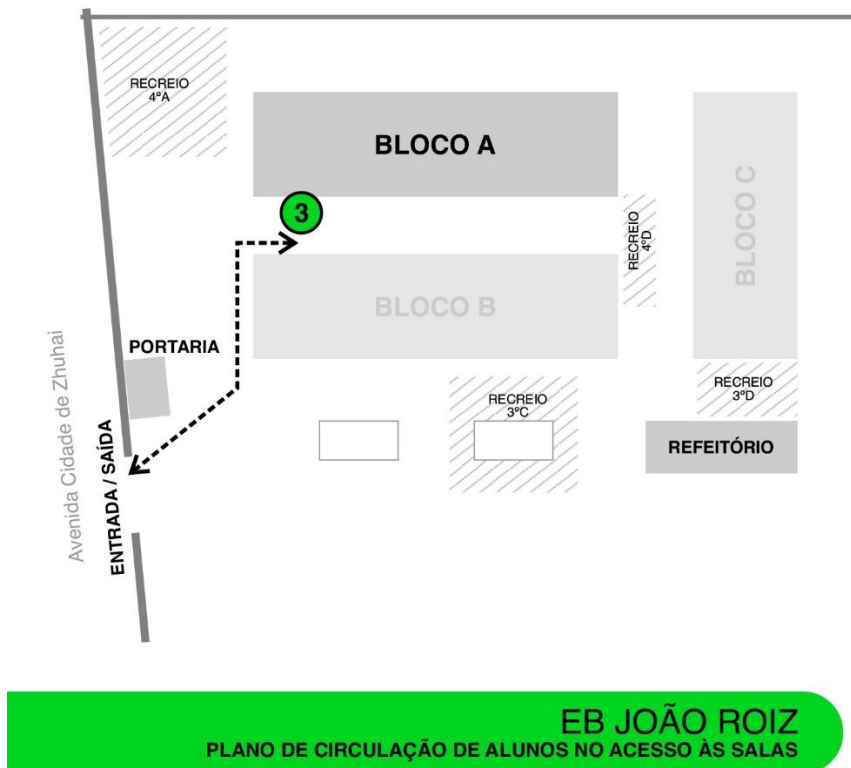 RECREIO
4ºA
BLOCO A
3
RECREIO
4ºD
BLOCO C
BLOCO B
PORTARIA
Avenida Cidade de Zhuhai
ENTRADA / SAÍDA
RECREIO
3ºC
RECREIO
3ºD
REFEITÓRIO
EB JOÃO ROIZ
PLANO DE CIRCULAÇÃO DE ALUNOS NO ACESSO ÀS SALAS